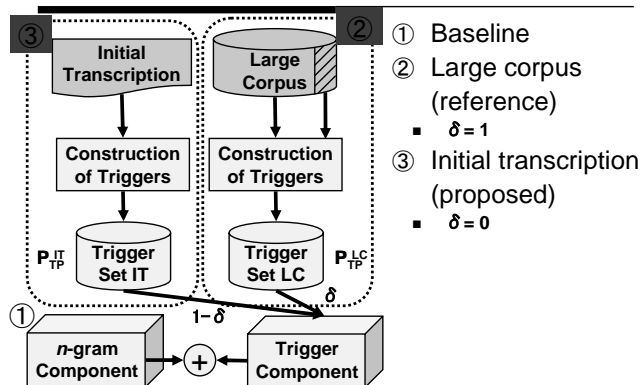 ③
②
Initial
Transcription
Large
Corpus
Construction
of Triggers
Construction
of Triggers
P_TP^IT
Trigger
Set IT
Trigger
Set LC
P_TP^LC
1-δ
δ
①
n-gram
Component
+
Trigger
Component
① Baseline
② Large corpus
(reference)
▪ δ = 1
③ Initial transcription
(proposed)
▪ δ = 0